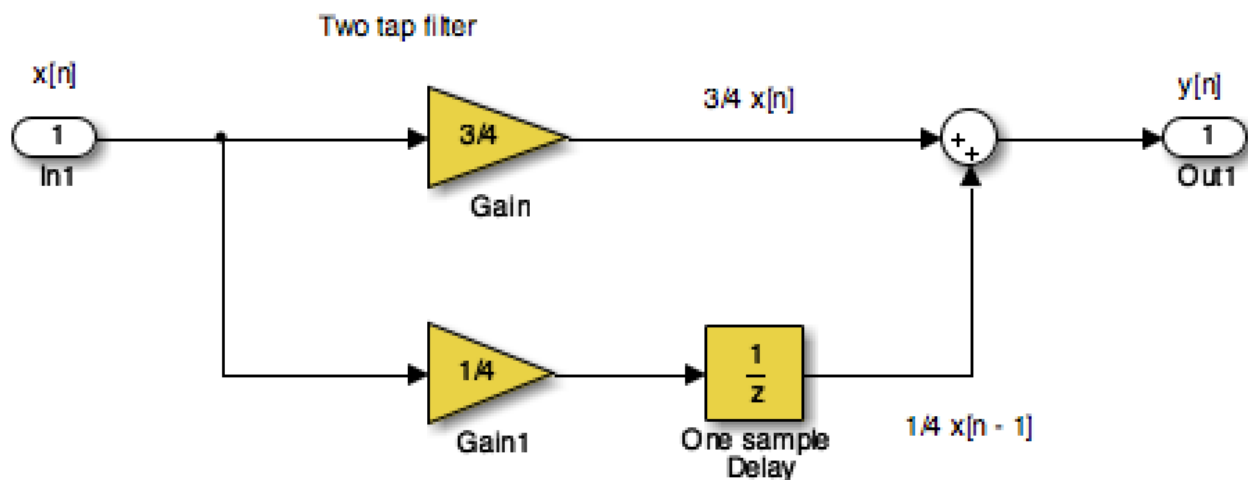 Two tap filter
x[n]
1
In1
3/4
Gain
3/4 x[n]
+
+
y[n]
1
Out1
1/4
Gain1
1
z
One sample
Delay
1/4 x[n - 1]